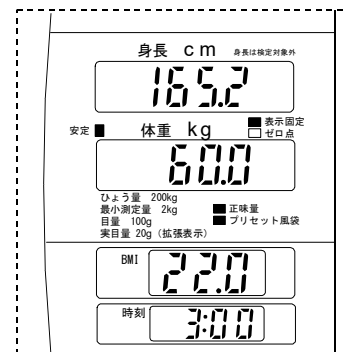 身長 cm 身長は検定対象外
165.2
安定 体重 kg 表示固定
ゼロ点
60.0
ひょう量 200kg
最小測定量 2kg 正味量
目量 100g プリセット風袋
実目量 20g（拡張表示）
BMI 22.0
時刻 3:00